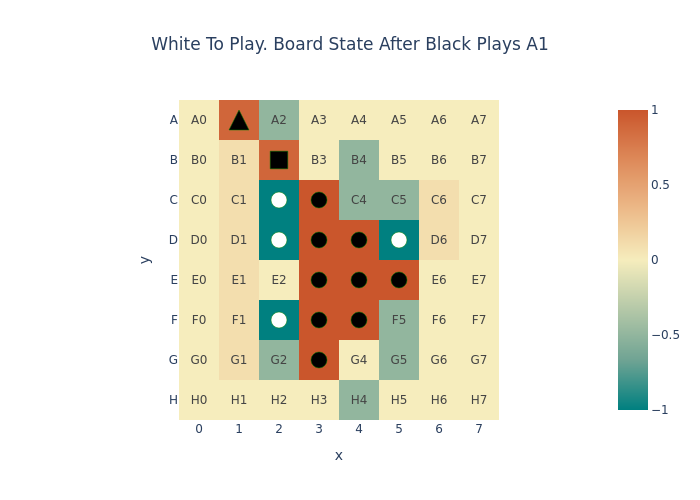 White To Play. Board State After Black Plays A1
A A0 A2 A3 A4 A5 A6 A7 1
B B0 B1 B3 B4 B5 B6 B7
C C0 C1 C4 C5 C6 C7 0.5
D D0 D1 D6 D7
y 0
E E0 E1 E2 E6 E7
F F0 F1 F5 F6 F7 −0.5
G G0 G1 G2 G4 G5 G6 G7
H H0 H1 H2 H3 H4 H5 H6 H7 −1
0 1 2 3 4 5 6 7
x